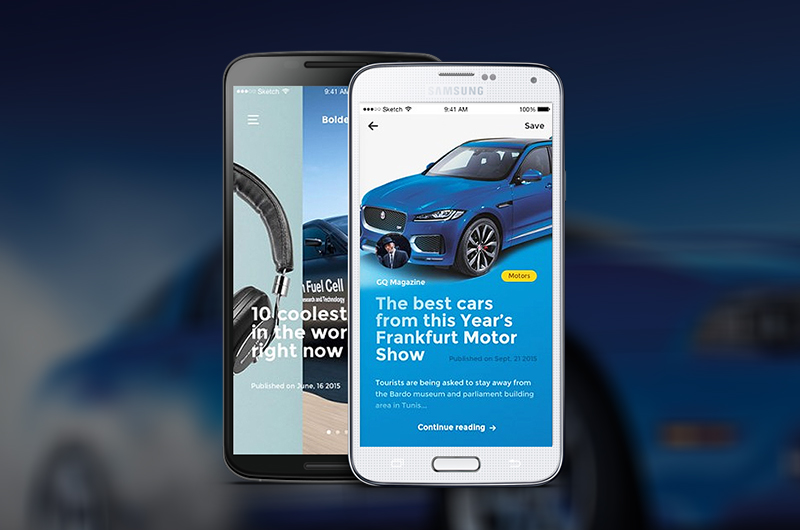 Sketch
9:41 AM
Bolde
n Fuel Cell
Research and Technology
10 coolest
in the wor
right now
Published on June, 16 2015
SAMSUNG
Sketch
9:41 AM
100%
Save
GQ Magazine
Motors
The best cars
from this Year's
Frankfurt Motor
Show
Published on Sept, 21 2015
Tourists are being asked to stay away from
the Bardo museum and parliament building
area in Tunis...
Continue reading →